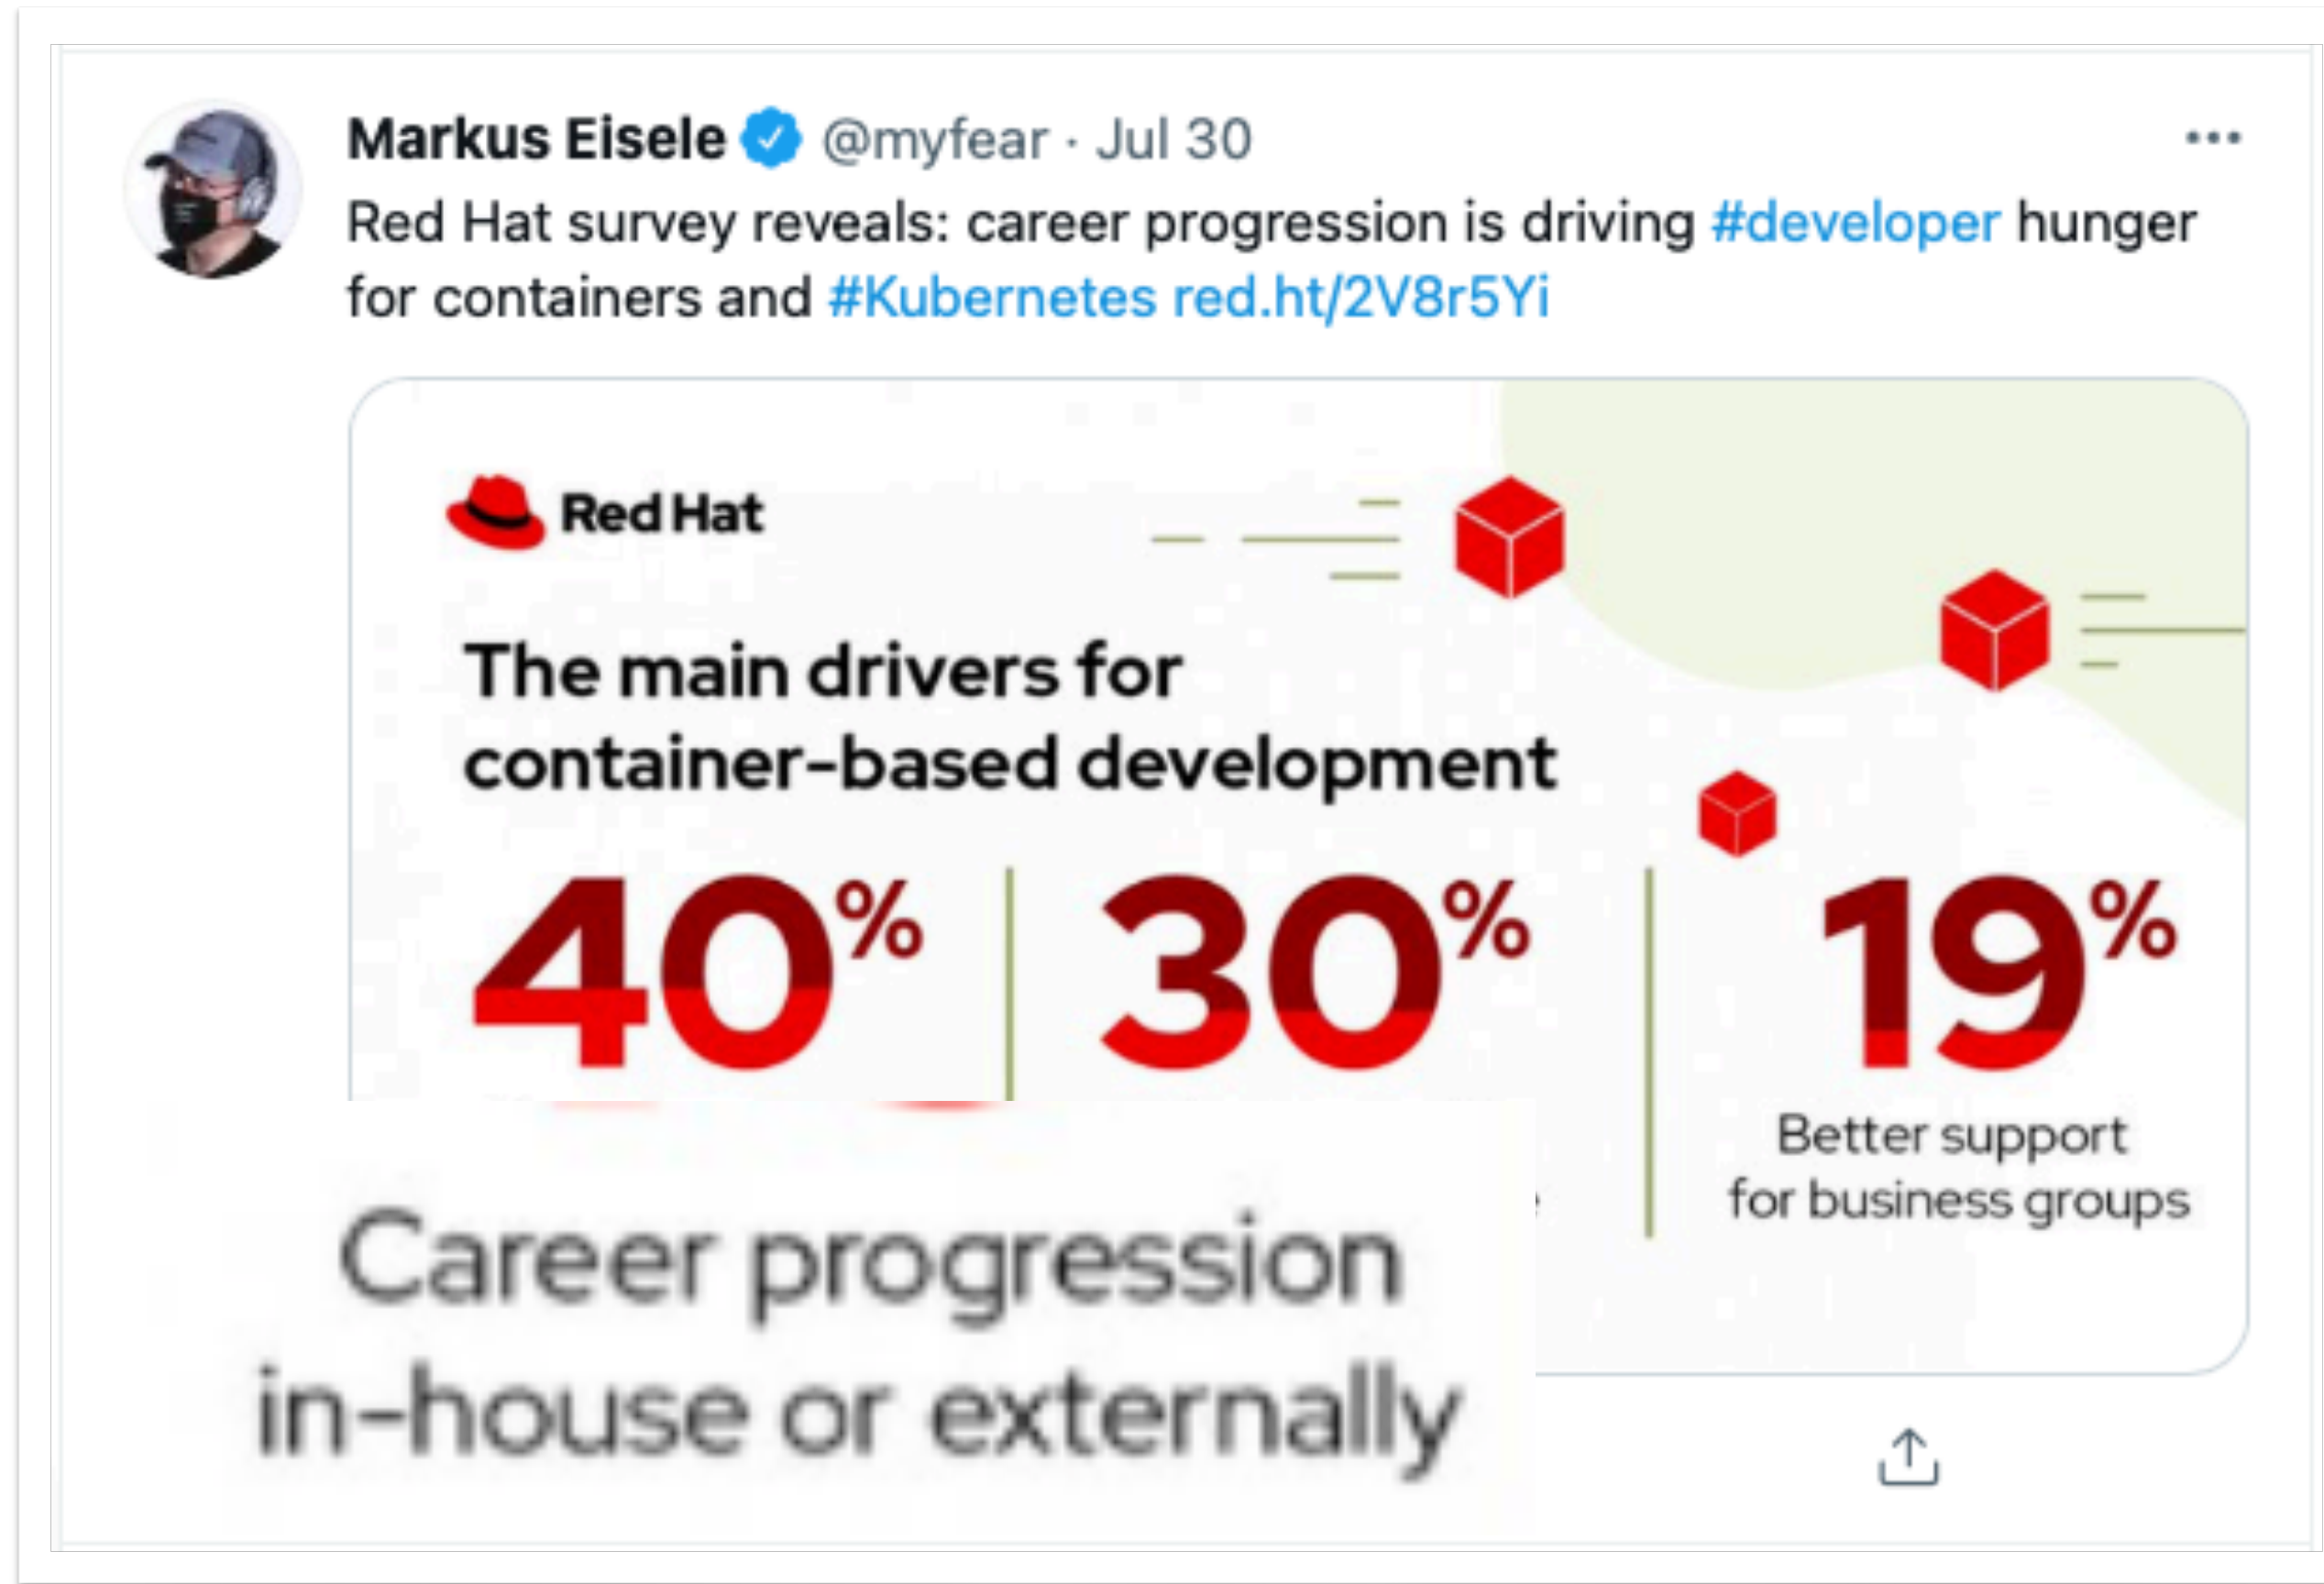 Markus Eisele @myfear · Jul 30
Red Hat survey reveals: career progression is driving #developer hunger
for containers and #Kubernetes red.ht/2V8r5Yi
Red Hat
The main drivers for
container-based development
40%
30%
19%
Better support
for business groups
Career progression
in-house or externally